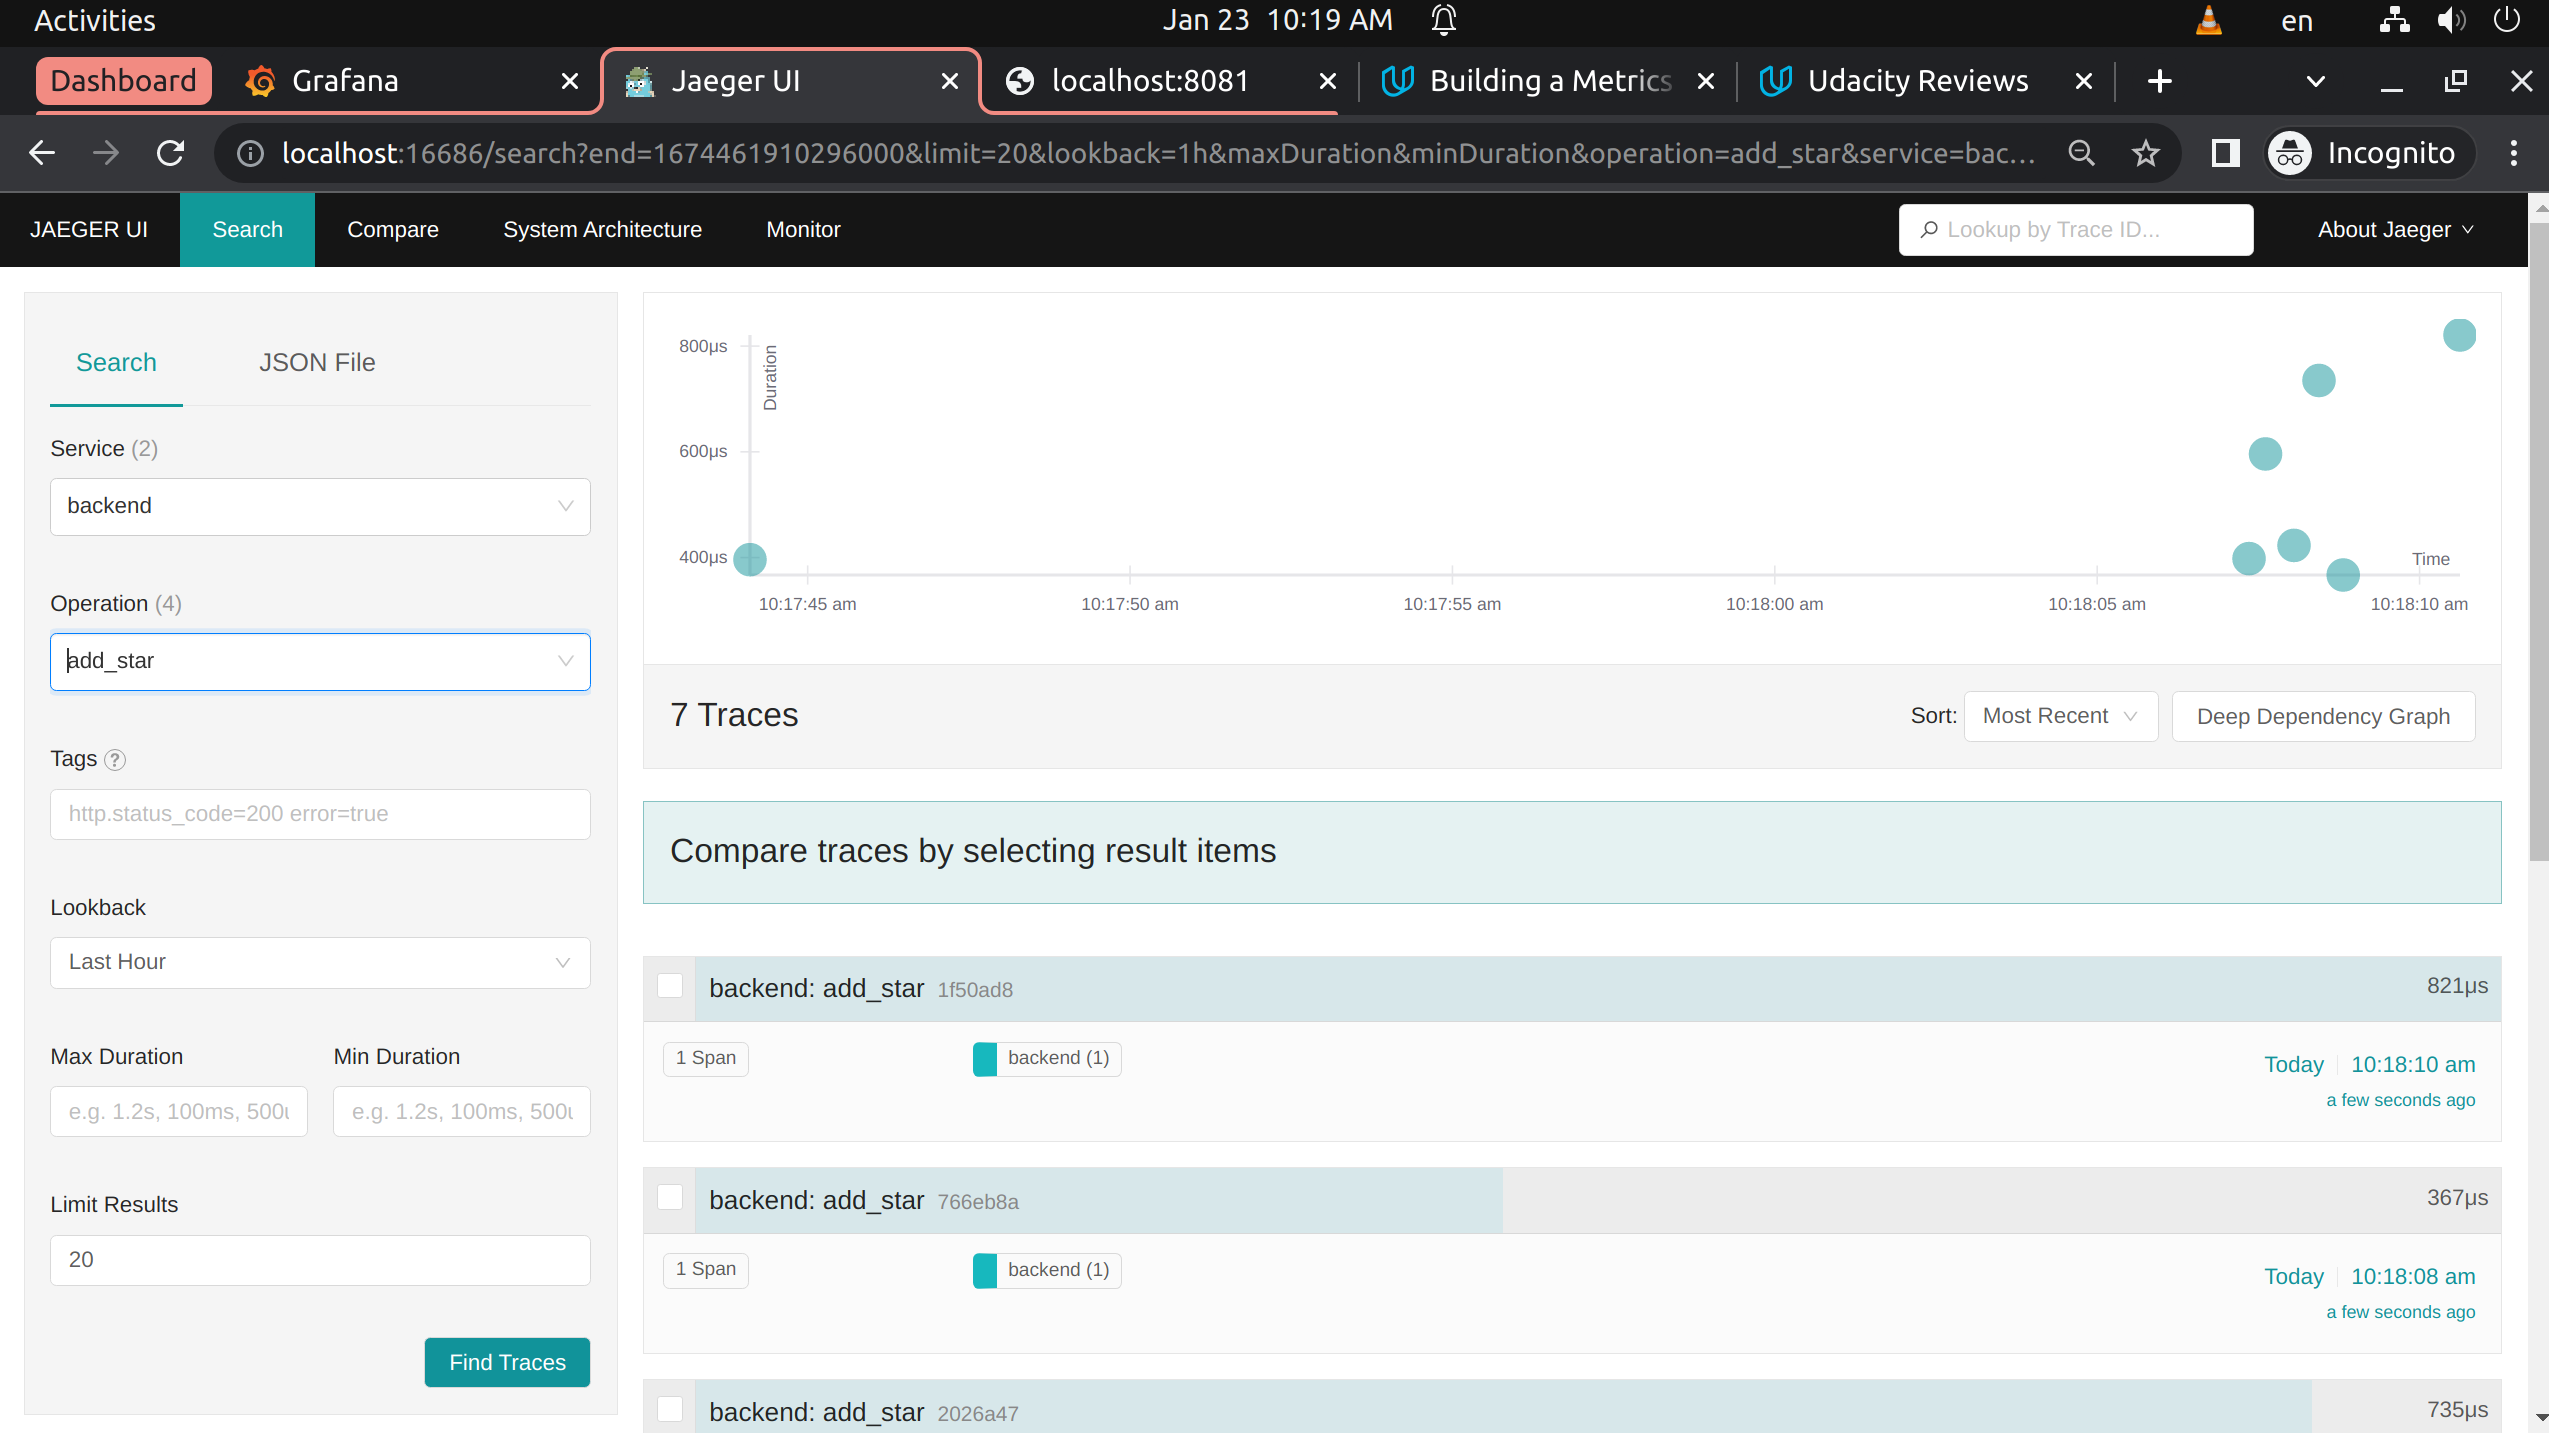 Activities
Jan 23 10:19 AM
en
Dashboard
Grafana
Jaeger UI
localhost:8081
Building a Metrics
Udacity Reviews
localhost:16686/search?end=1674461910296000&limit=20&lookback=1h&maxDuration&minDuration&operation=add_star&service=bac...
Incognito
JAEGER UI
Search
Compare
System Architecture
Monitor
Lookup by Trace ID...
About Jaeger
Search
JSON File
Service (2)
backend
Operation (4)
add_star
Tags ?
http.status_code=200 error=true
Lookback
Last Hour
Max Duration
Min Duration
e.g. 1.2s, 100ms, 500u
e.g. 1.2s, 100ms, 500u
Limit Results
20
Find Traces
800μs
600μs
400μs
Duration
Time
10:17:45 am
10:17:50 am
10:17:55 am
10:18:00 am
10:18:05 am
10:18:10 am
7 Traces
Sort: Most Recent
Deep Dependency Graph
Compare traces by selecting result items
backend: add_star 1f50ad8
821μs
1 Span
backend (1)
Today 10:18:10 am
a few seconds ago
backend: add_star 766eb8a
367μs
1 Span
backend (1)
Today 10:18:08 am
a few seconds ago
backend: add_star 2026a47
735μs